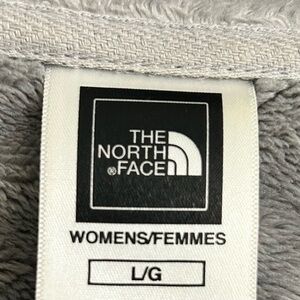 THE
NORTH
®FACE
WOMENS/FEMMES
L/G